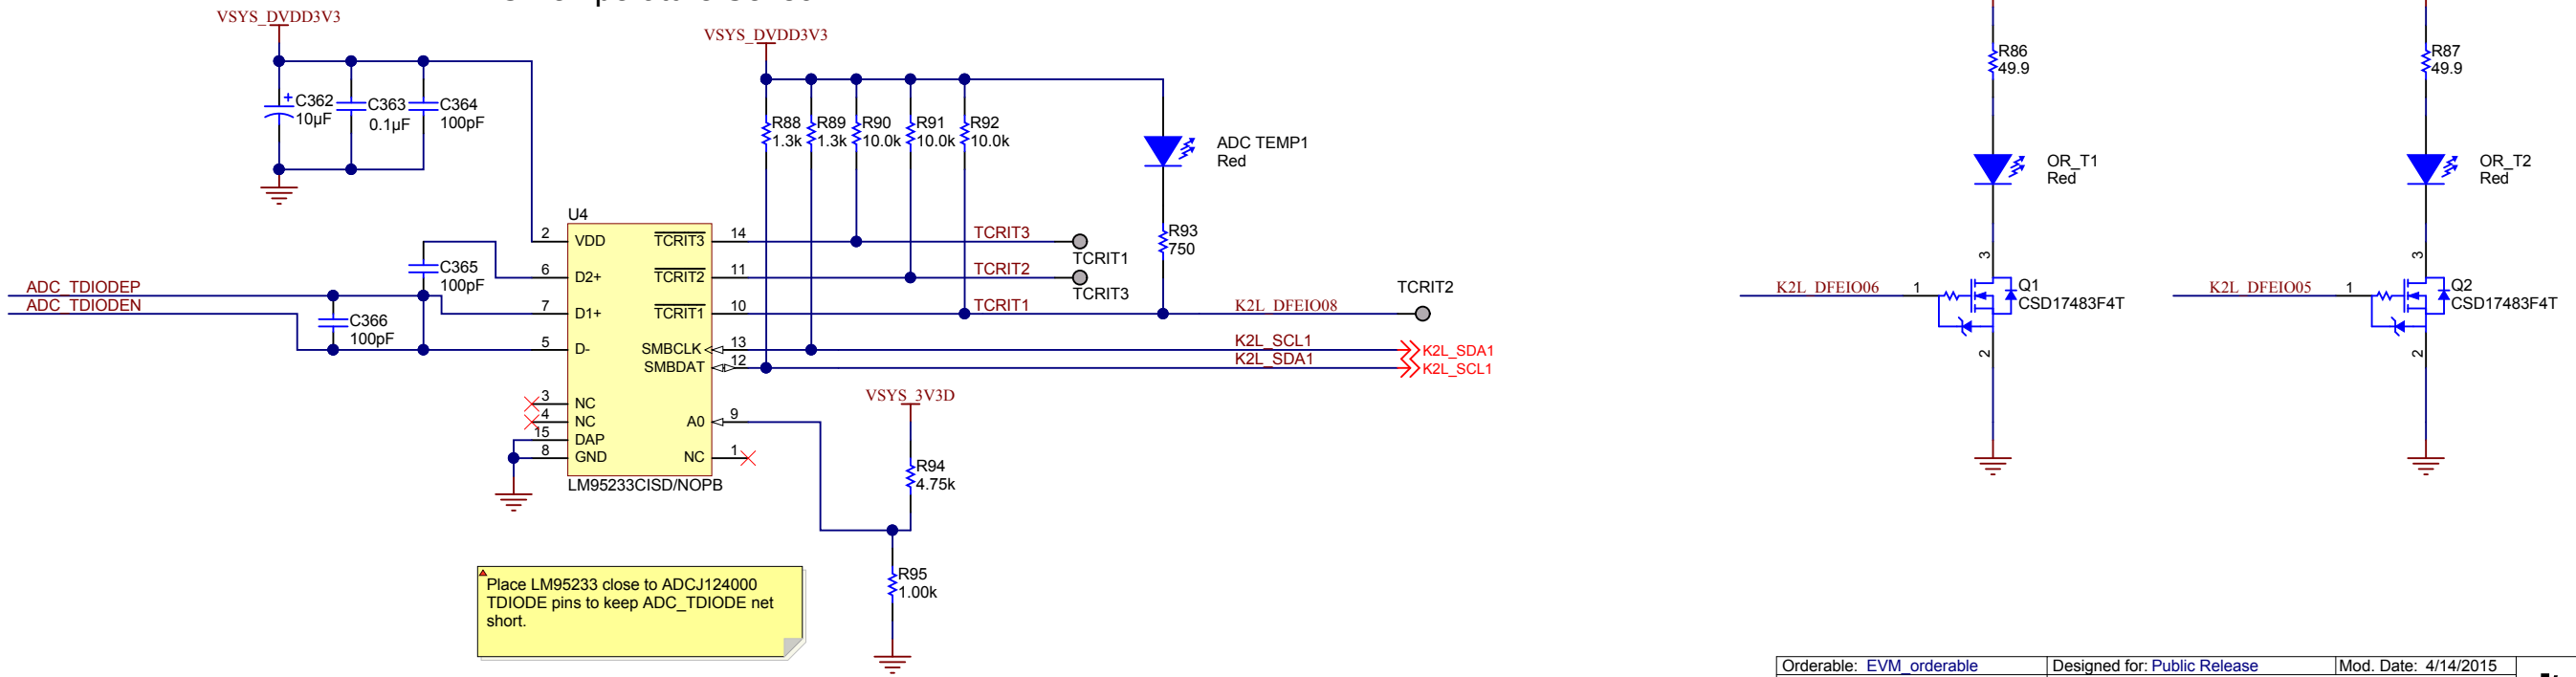 VSYS_DVDD3V3
C362
10µF
C363
0.1µF
C364
100pF
VSYS_DVDD3V3
R88
1.3k
R89
1.3k
R90
10.0k
R91
10.0k
R92
10.0k
ADC TEMP1
Red
R93
750
R86
49.9
R87
49.9
OR_T1
Red
OR_T2
Red
U4
2 VDD
6 D2+
7 D1+
5 D-
3 NC
4 NC
15 DAP
8 GND
TCRIT3 14
TCRIT2 11
TCRIT1 10
SMBCLK 13
SMBDAT 12
A0 9
NC 1
LM95233CISD/NOPB
ADC_TDIODEP
ADC_TDIODEN
C365
100pF
C366
100pF
TCRIT3
TCRIT1
TCRIT2
TCRIT3
TCRIT1
K2L_DFEIO08
TCRIT2
K2L_SCL1
K2L_SDA1
K2L_SDA1
K2L_SCL1
VSYS_3V3D
R94
4.75k
R95
1.00k
K2L_DFEIO06
1
3
2
Q1
CSD17483F4T
K2L_DFEIO05
1
3
2
Q2
CSD17483F4T
Place LM95233 close to ADCJ124000
TDIODE pins to keep ADC_TDIODE net
short.
Orderable: EVM_orderable
Designed for: Public Release
Mod. Date: 4/14/2015